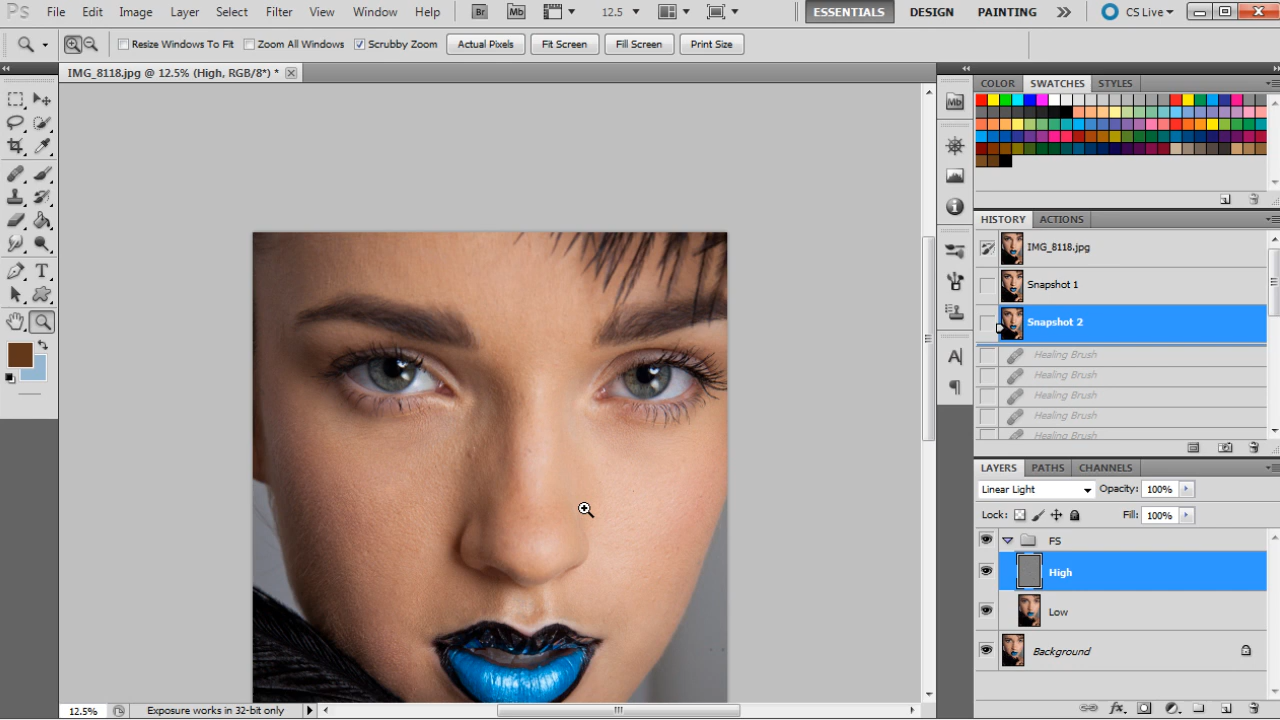 Ps File Edit Image Layer Select Filter View Window Help Br Mb 12.5 ESSENTIALS DESIGN PAINTING CS Live
Resize Windows To Fit Zoom All Windows Scrubby Zoom Actual Pixels Fit Screen Fill Screen Print Size
IMG_8118.jpg @ 12.5% (High, RGB/8*) *
COLOR SWATCHES STYLES
Mb
HISTORY ACTIONS
IMG_8118.jpg
Snapshot 1
Snapshot 2
Healing Brush
Healing Brush
Healing Brush
Healing Brush
Healing Brush
LAYERS PATHS CHANNELS
Linear Light Opacity: 100%
Lock: Fill: 100%
FS
High
Low
Background
12.5% Exposure works in 32-bit only
fx